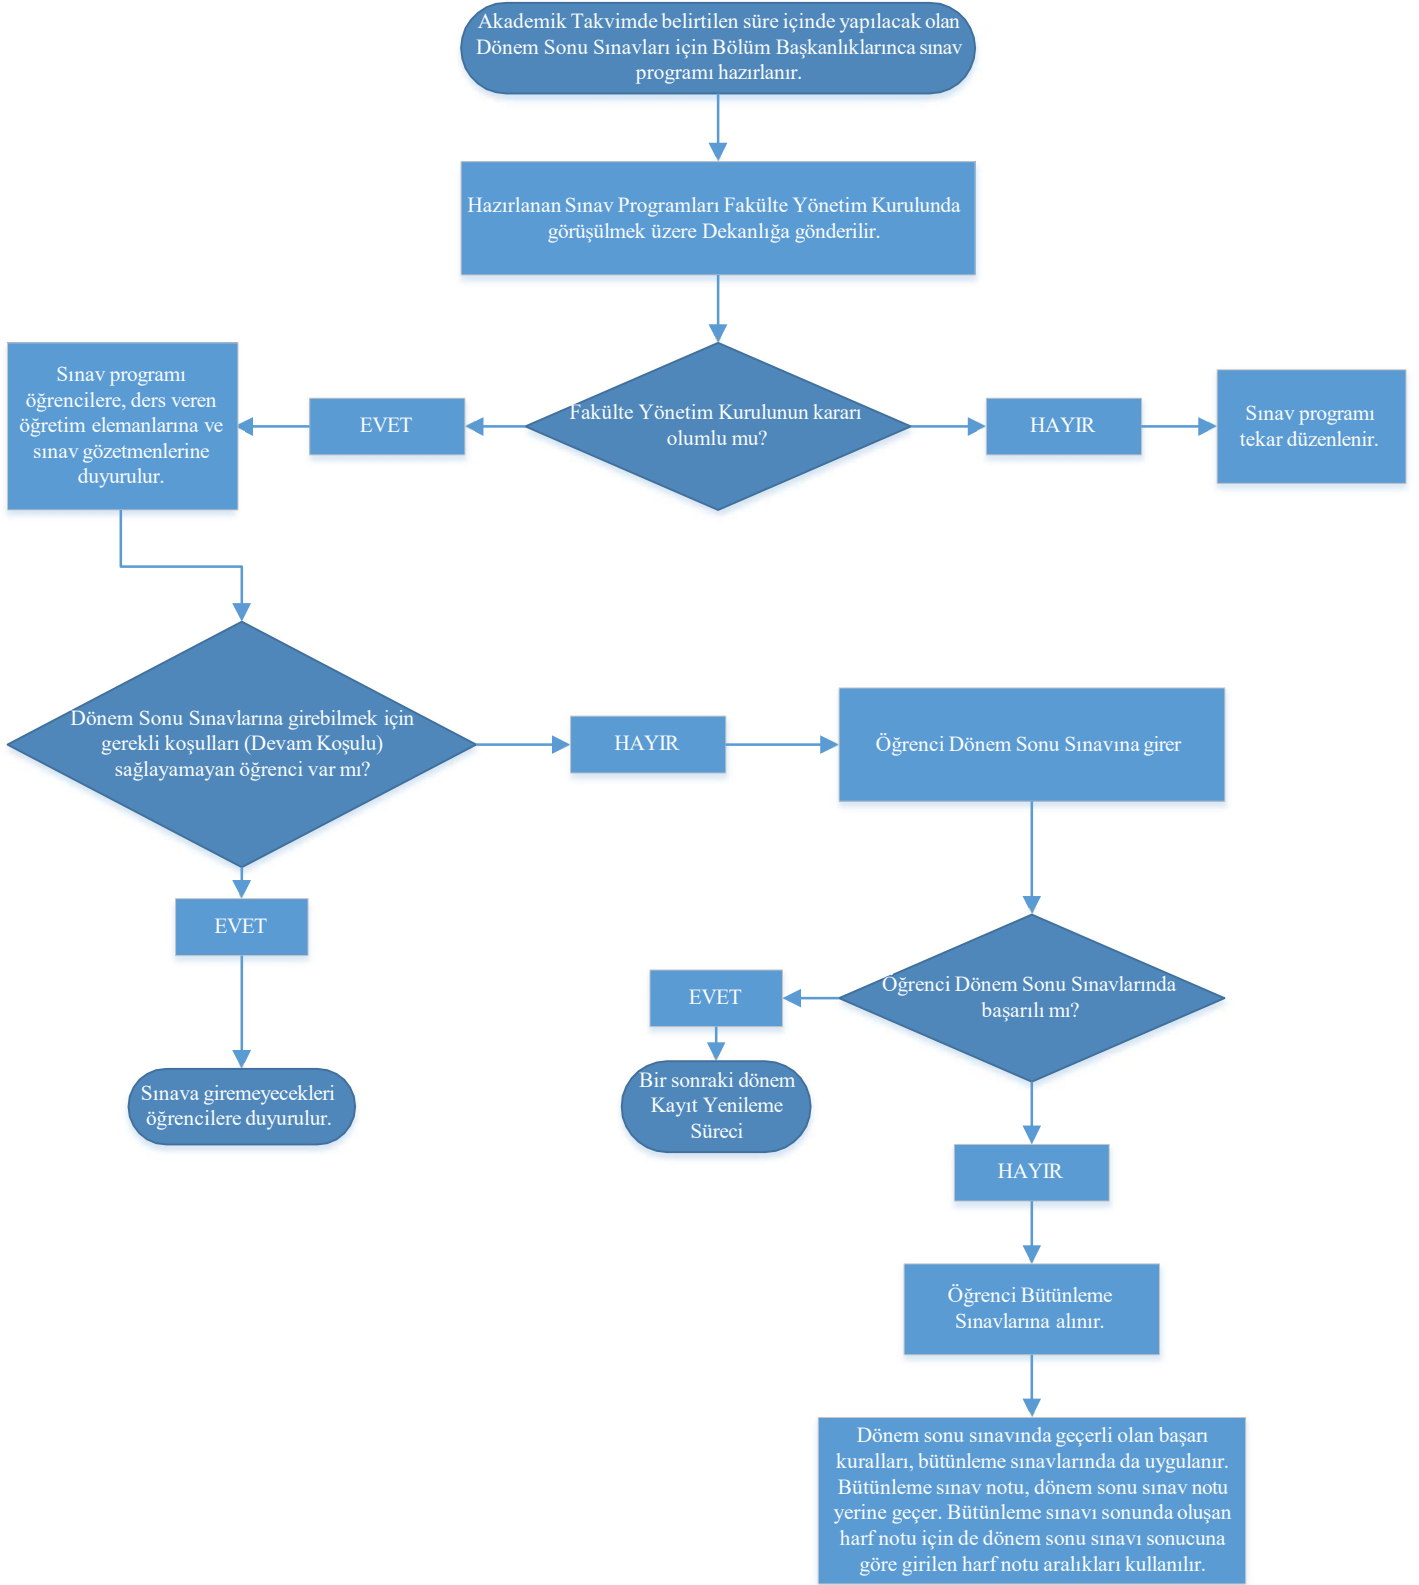 Akademik Takvimde belirtilen süre içinde yapılacak olan
Dönem Sonu Sınavları için Bölüm Başkanlıklarınca sınav
programı hazırlanır.
Hazırlanan Sınav Programları Fakülte Yönetim Kurulunda
görüşülmek üzere Dekanlığa gönderilir.
Fakülte Yönetim Kurulunun kararı
olumlu mu?
EVET
HAYIR
Sınav programı
öğrencilere, ders veren
öğretim elemanlarına ve
sınav gözetmenlerine
duyurulur.
Sınav programı
tekar düzenlenir.
Dönem Sonu Sınavlarına girebilmek için
gerekli koşulları (Devam Koşulu)
sağlayamayan öğrenci var mı?
HAYIR
Öğrenci Dönem Sonu Sınavına girer
EVET
Sınava giremeyecekleri
öğrencilere duyurulur.
Öğrenci Dönem Sonu Sınavlarında
başarılı mı?
EVET
Bir sonraki dönem
Kayıt Yenileme
Süreci
HAYIR
Öğrenci Bütünleme
Sınavlarına alınır.
Dönem sonu sınavında geçerli olan başarı
kuralları, bütünleme sınavlarında da uygulanır.
Bütünleme sınav notu, dönem sonu sınav notu
yerine geçer. Bütünleme sınavı sonunda oluşan
harf notu için de dönem sonu sınavı sonucuna
göre girilen harf notu aralıkları kullanılır.